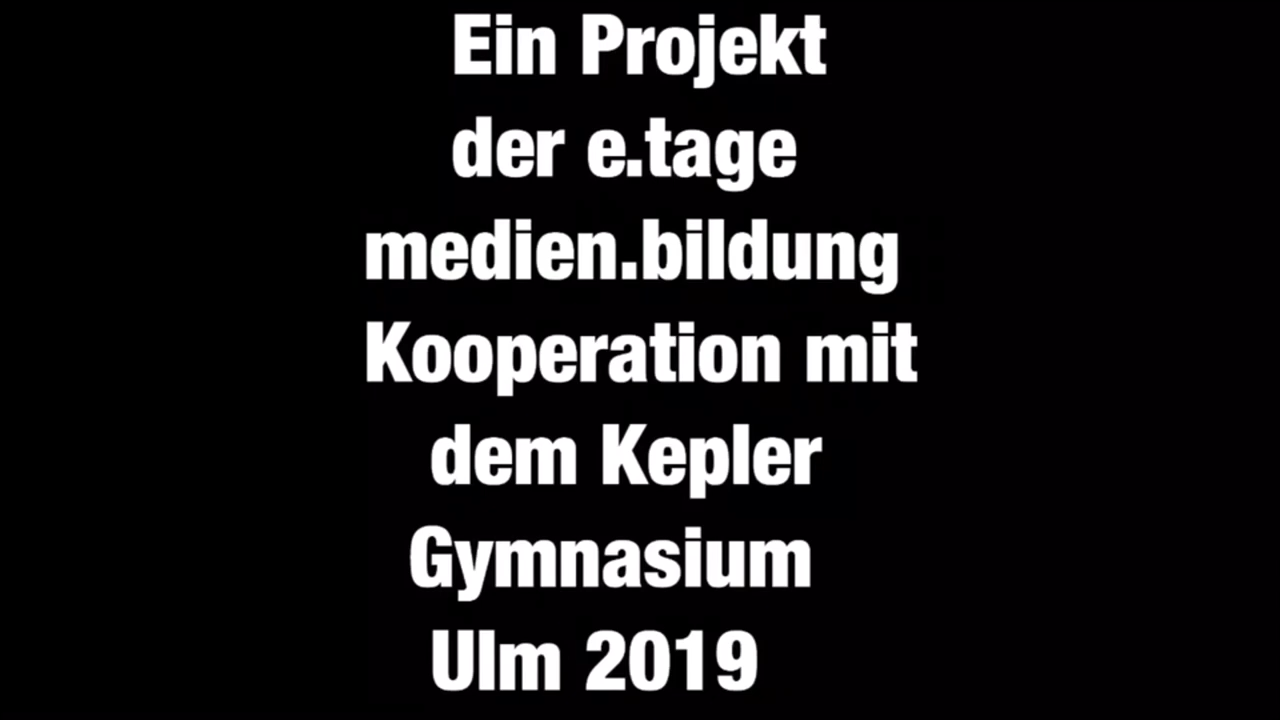 Ein Projekt
der e.tage
medien.bildung
Kooperation mit
dem Kepler
Gymnasium
Ulm 2019